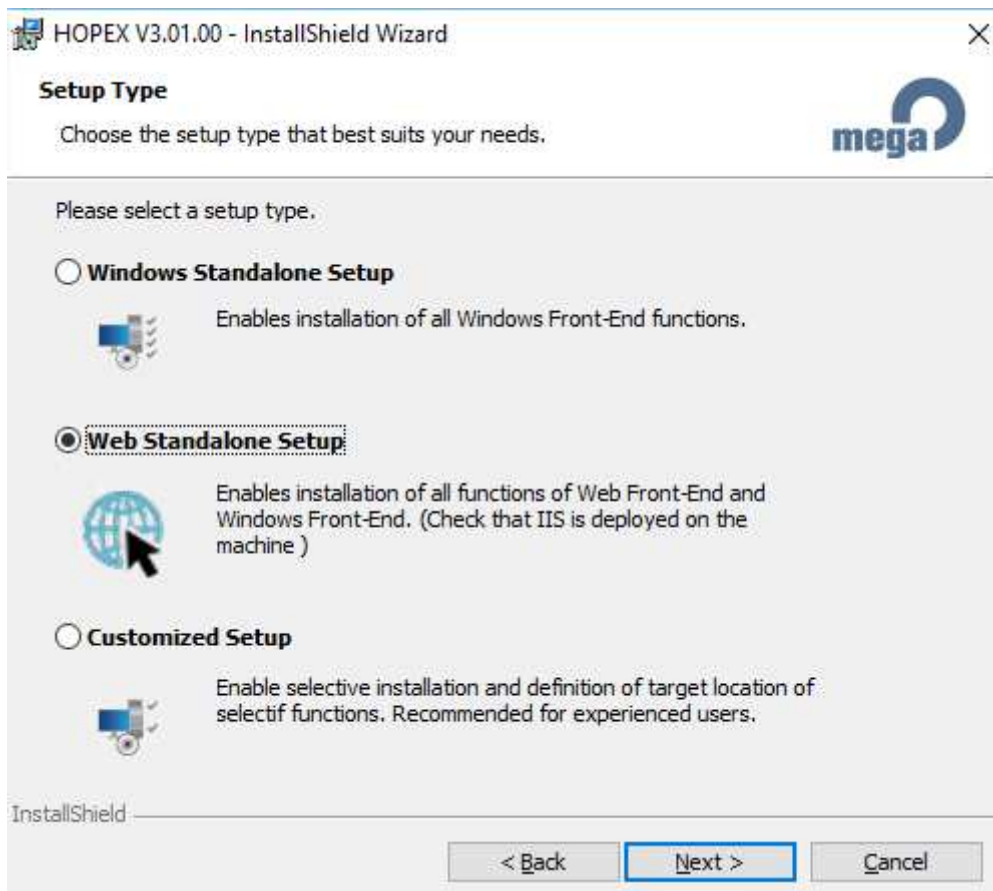 HOPEX V3.01.00 - InstallShield Wizard
Setup Type
Choose the setup type that best suits your needs.
mega
Please select a setup type.
Windows Standalone Setup
Enables installation of all Windows Front-End functions.
Web Standalone Setup
Enables installation of all functions of Web Front-End and
Windows Front-End. (Check that IIS is deployed on the
machine )
Customized Setup
Enable selective installation and definition of target location of
selectif functions. Recommended for experienced users.
InstallShield
< Back
Next >
Cancel